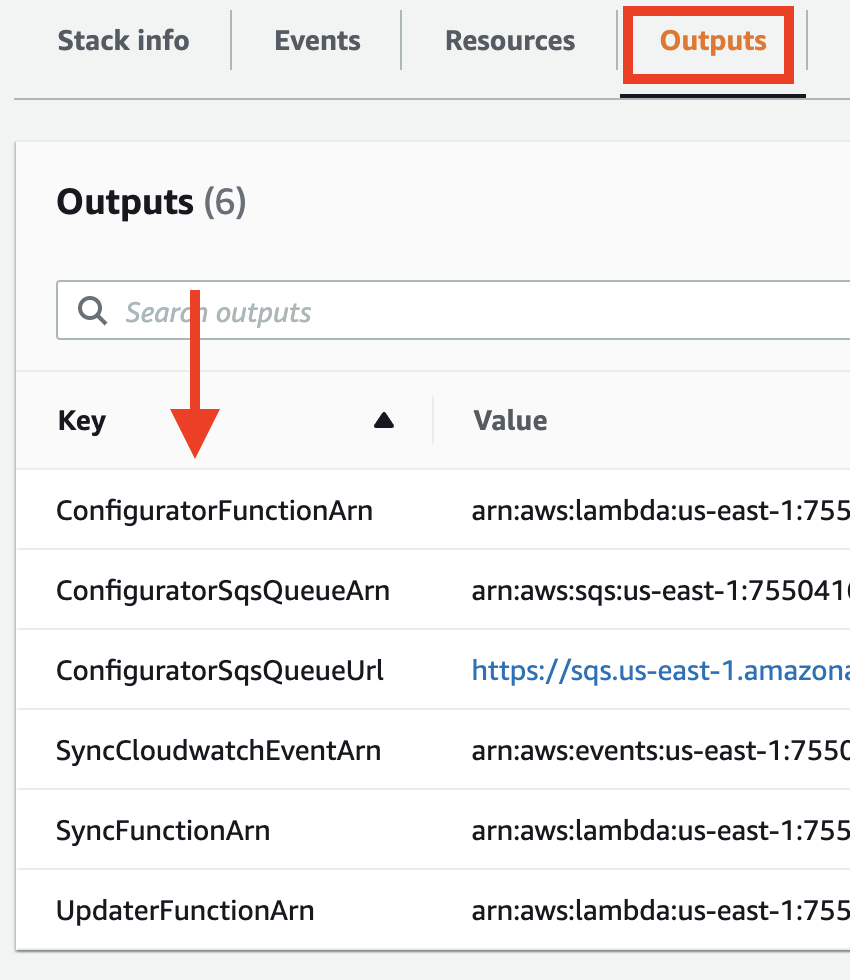 Stack info Events Resources Outputs
Outputs (6)
Search outputs
Key Value
ConfiguratorFunctionArn arn:aws:lambda:us-east-1:755
ConfiguratorSqsQueueArn arn:aws:sqs:us-east-1:755041
ConfiguratorSqsQueueUrl https://sqs.us-east-1.amazona
SyncCloudwatchEventArn arn:aws:events:us-east-1:7550
SyncFunctionArn arn:aws:lambda:us-east-1:755
UpdaterFunctionArn arn:aws:lambda:us-east-1:755